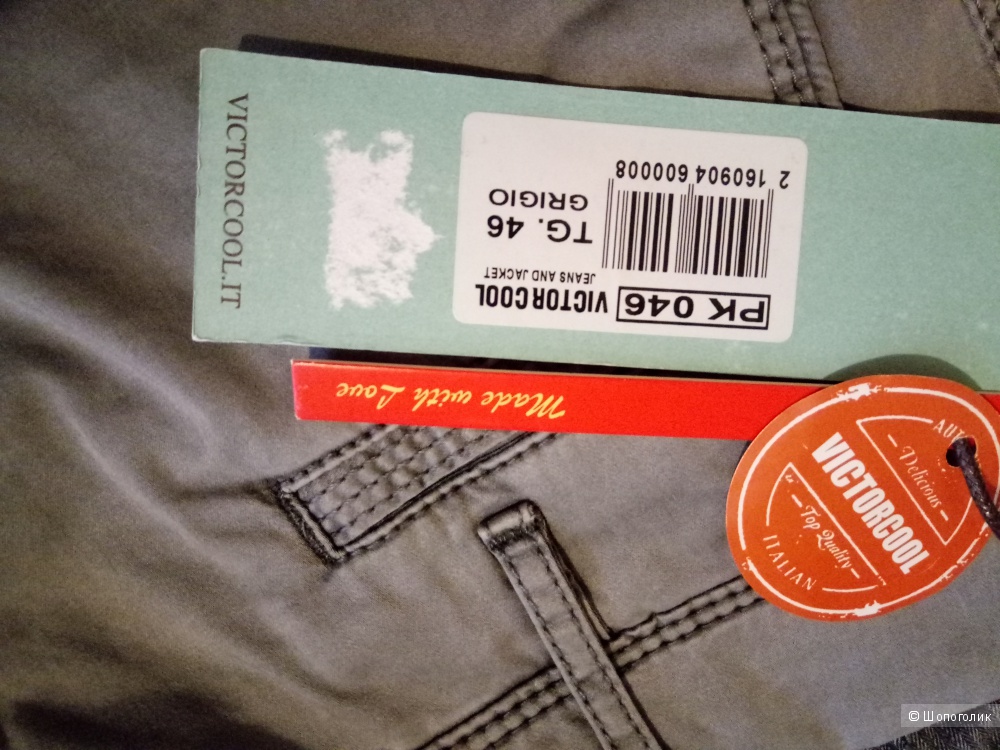 VICTORCOOL.IT
PK 046 VICTORCOOL
JEANS AND JACKET
TG. 46
GRIGIO
2 160904 600008
Made with Love
Delicious
VICTORCOOL
Top Quality
ITALIAN
© Шопоголик